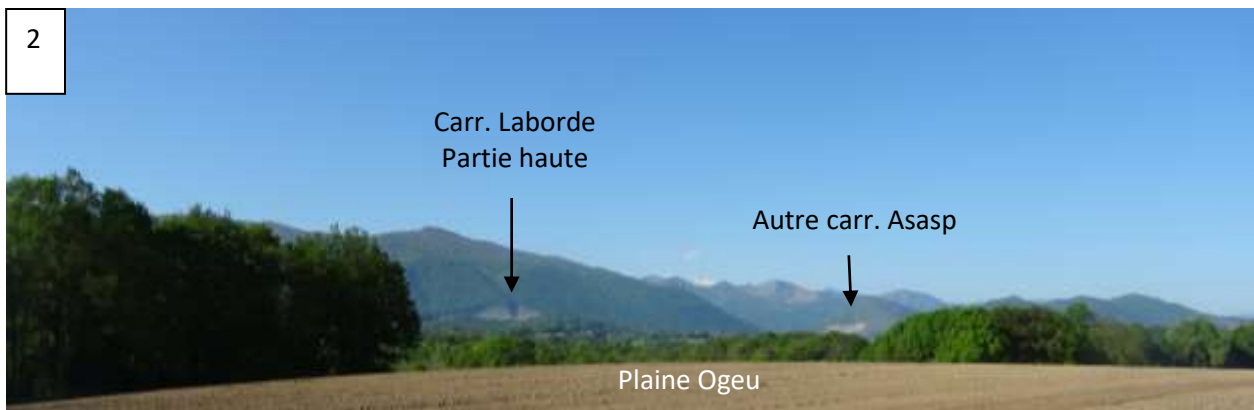 2
Carr. Laborde
Partie haute
Autre carr. Asasp
Plaine Ogeu